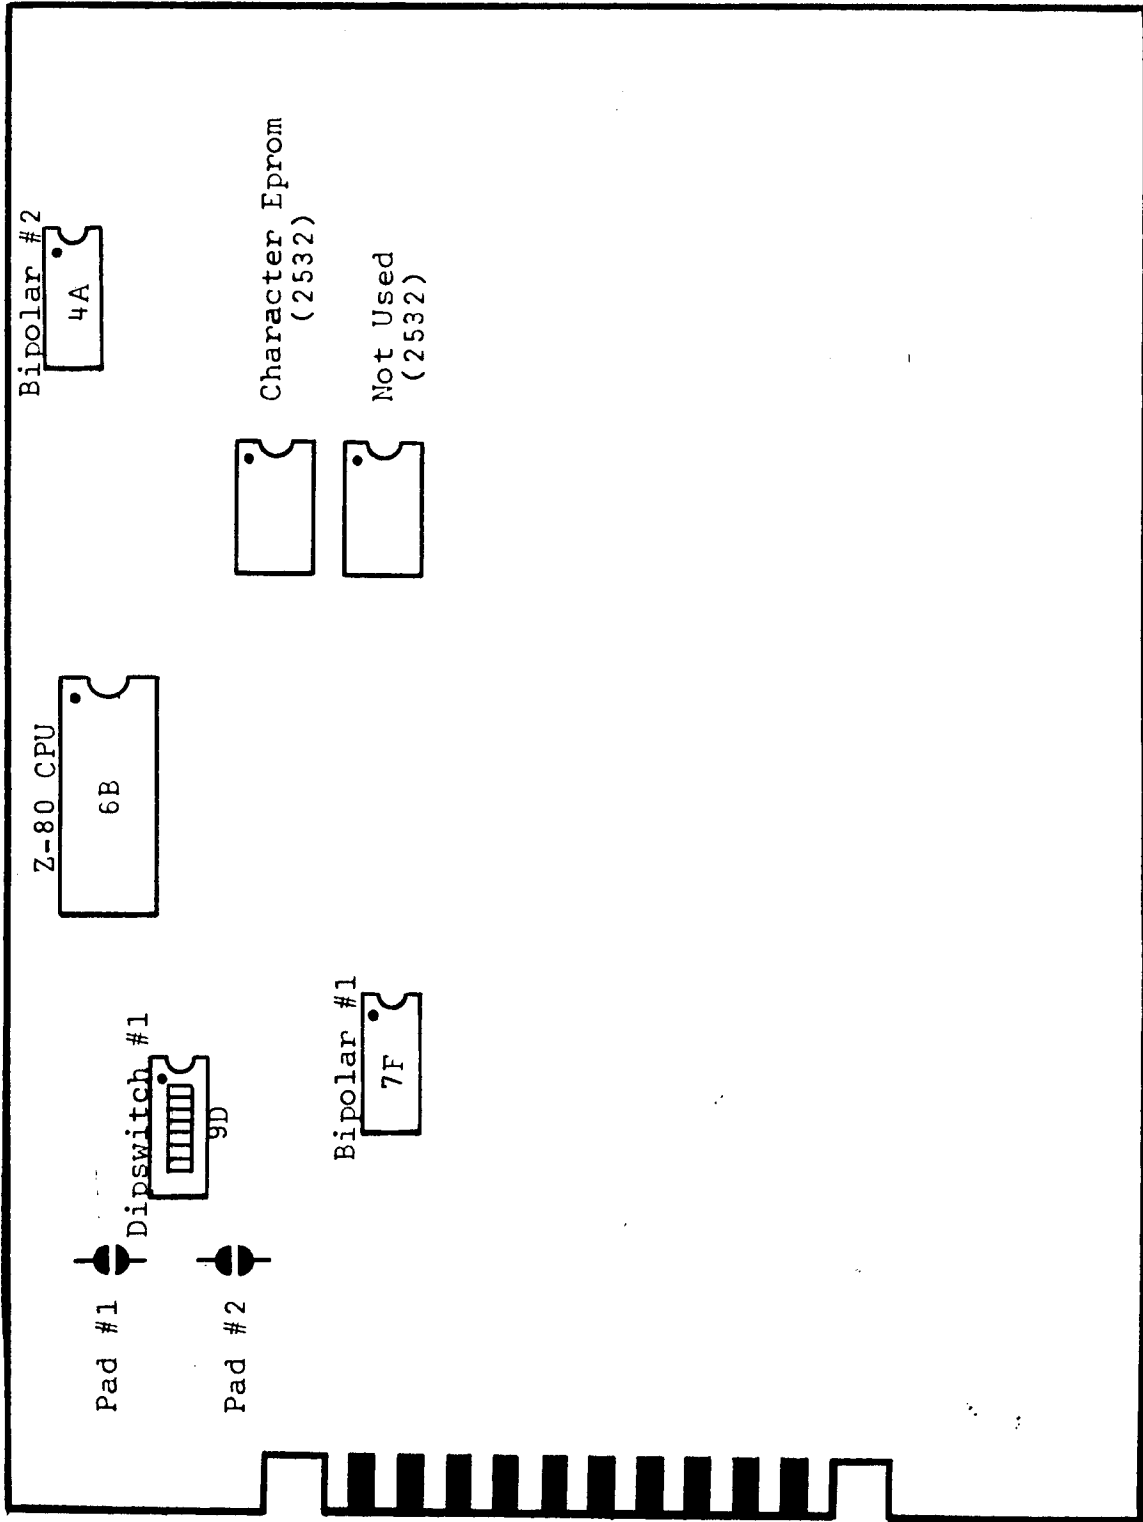 Bipolar #2
4A
Character Eprom
(2532)
Not Used
(2532)
Z-80 CPU
6B
Dipswitch #1
9D
Bipolar #1
7F
Pad #1
Pad #2